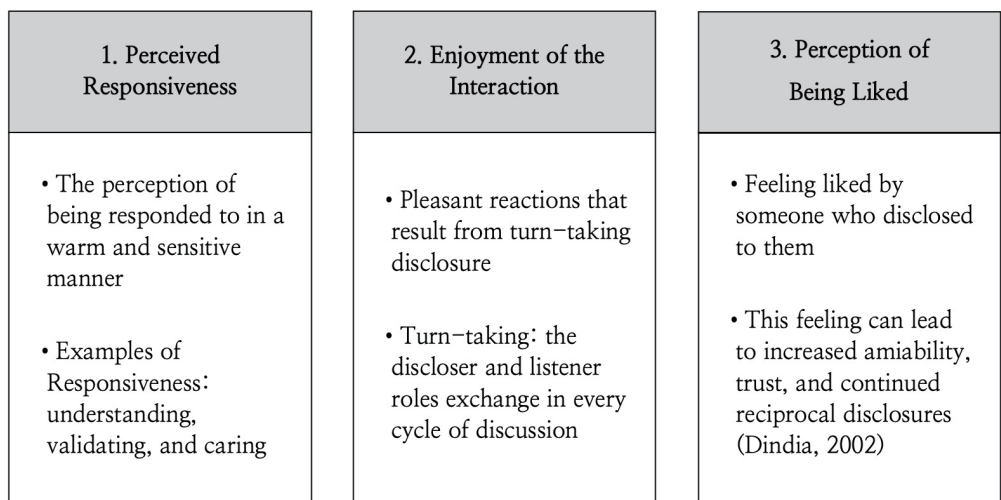 1. Perceived
Responsiveness
• The perception of
being responded to in a
warm and sensitive
manner
• Examples of
Responsiveness:
understanding,
validating, and caring
2. Enjoyment of the
Interaction
• Pleasant reactions that
result from turn-taking
disclosure
• Turn-taking: the
discloser and listener
roles exchange in every
cycle of discussion
3. Perception of
Being Liked
• Feeling liked by
someone who disclosed
to them
• This feeling can lead
to increased amiability,
trust, and continued
reciprocal disclosures
(Dindia, 2002)